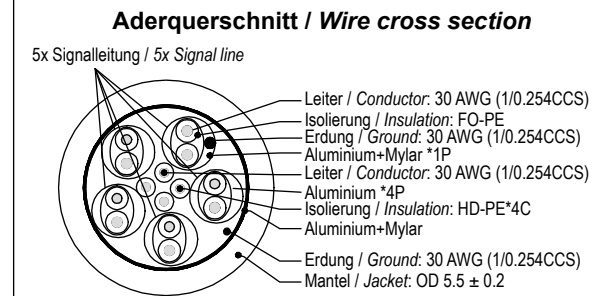 Aderquerschnitt / Wire cross section
5x Signalleitung / 5x Signal line
Leiter / Conductor: 30 AWG (1/0.254CCS)
Isolierung / Insulation: FO-PE
Erdung / Ground: 30 AWG (1/0.254CCS)
Aluminium+Mylar *1P
Leiter / Conductor: 30 AWG (1/0.254CCS)
Aluminium *4P
Isolierung / Insulation: HD-PE*4C
Aluminium+Mylar
Erdung / Ground: 30 AWG (1/0.254CCS)
Mantel / Jacket: OD 5.5 ± 0.2